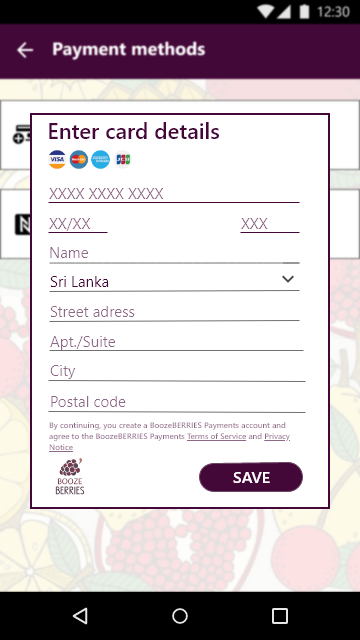 12:30
Payment methods
Enter card details
VISA MasterCard JCB
XXXX XXXX XXXX
XX/XX XXX
Name
Sri Lanka
Street adress
Apt./Suite
City
Postal code
By continuing, you create a BoozeBERRIES Payments account and
agree to the BoozeBERRIES Payments Terms of Service and Privacy
Notice
BOOZE
BERRIES
SAVE